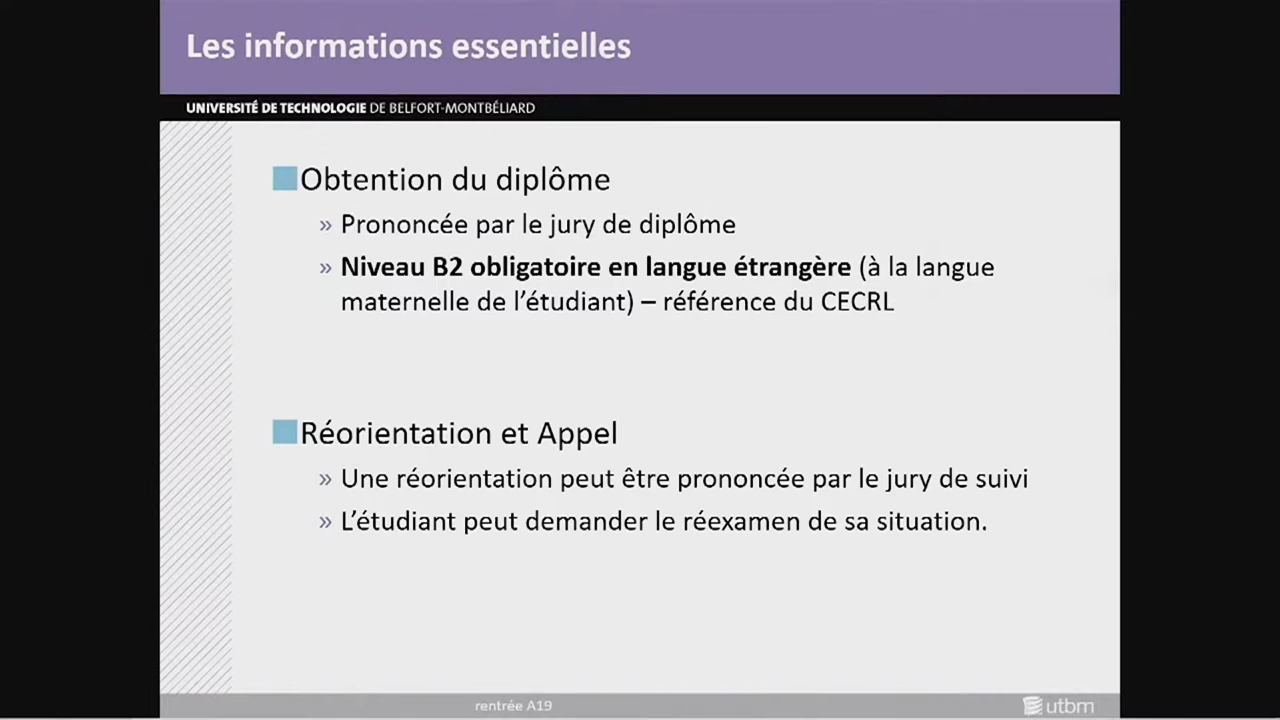 Les informations essentielles
UNIVERSITÉ DE TECHNOLOGIE DE BELFORT-MONTBÉLIARD
Obtention du diplôme
» Prononcée par le jury de diplôme
» Niveau B2 obligatoire en langue étrangère (à la langue
maternelle de l’étudiant) – référence du CECRL
Réorientation et Appel
» Une réorientation peut être prononcée par le jury de suivi
» L’étudiant peut demander le réexamen de sa situation.
rentrée A19
utbm